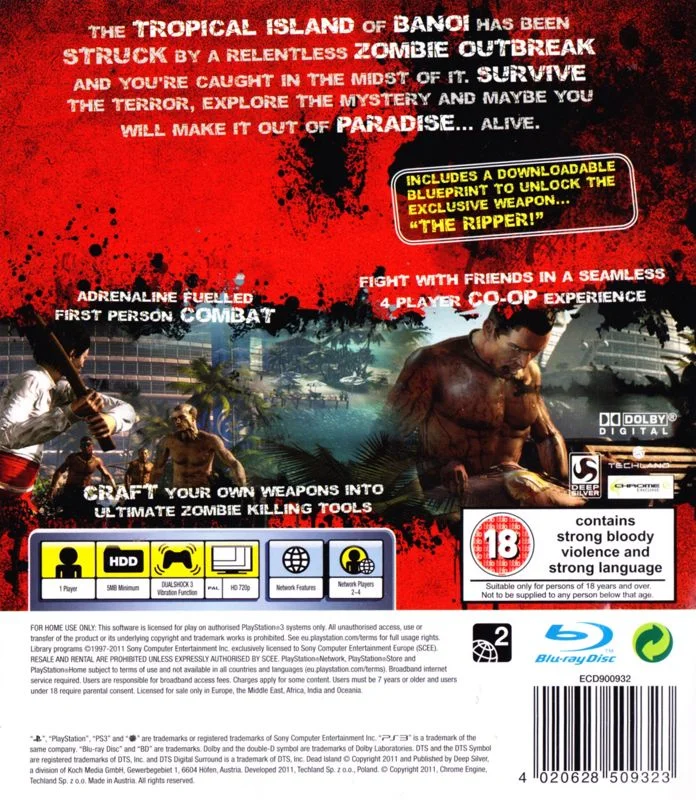 THE TROPICAL ISLAND OF BANOI HAS BEEN
STRUCK BY A RELENTLESS ZOMBIE OUTBREAK
AND YOU'RE CAUGHT IN THE MIDST OF IT. SURVIVE
THE TERROR, EXPLORE THE MYSTERY AND MAYBE YOU
WILL MAKE IT OUT OF PARADISE... ALIVE.
INCLUDES A DOWNLOADABLE
BLUEPRINT TO UNLOCK THE
EXCLUSIVE WEAPON...
"THE RIPPER!"
ADRENALINE FUELLED
FIRST PERSON COMBAT
FIGHT WITH FRIENDS IN A SEAMLESS
4 PLAYER CO-OP EXPERIENCE
DOLBY®
DIGITAL
DEEP
SILVER
TECHLAND
CHROME
ENGINE
CRAFT YOUR OWN WEAPONS INTO
ULTIMATE ZOMBIE KILLING TOOLS
18
contains
strong bloody
violence and
strong language
Suitable only for persons of 18 years and over.
Not to be supplied to any person below that age.
1 Player
HDD
5MB Minimum
DUALSHOCK 3
Vibration Function
PAL
HD 720p
Network Features
Network Players
2-4
FOR HOME USE ONLY: This software is licensed for play on authorised PlayStation®3 systems only. All unauthorised access, use or
transfer of the product or its underlying copyright and trademark works is prohibited. See eu.playstation.com/terms for full usage rights.
Library programs ©1997-2011 Sony Computer Entertainment Inc. exclusively licensed to Sony Computer Entertainment Europe (SCEE).
RESALE AND RENTAL ARE PROHIBITED UNLESS EXPRESSLY AUTHORISED BY SCEE. PlayStation®Network, PlayStation®Store and
PlayStation®Home subject to terms of use and not available in all countries and languages (eu.playstation.com/terms). Broadband internet
service required. Users are responsible for broadband access fees. Charges apply for some content. Users must be 7 years or older and users
under 18 require parental consent. Licensed for sale only in Europe, the Middle East, Africa, India and Oceania.
2
Blu-ray Disc
ECD900932
" ", "PlayStation", "PS3" and " " are trademarks or registered trademarks of Sony Computer Entertainment Inc. "PS3" is a trademark of the
same company. "Blu-ray Disc" and "BD" are trademarks. Dolby and the double-D symbol are trademarks of Dolby Laboratories. DTS and the DTS Symbol
are registered trademarks of DTS, Inc. and DTS Digital Surround is a trademark of DTS, Inc. Dead Island © Copyright 2011 and Published by Deep Silver,
a division of Koch Media GmbH, Gewerbegebiet 1, 6604 Höfen, Austria. Developed 2011, Techland Sp. z o.o., Poland. © Copyright 2011, Chrome Engine,
Techland Sp. z o.o. Made in Austria. All rights reserved.
4 020628 509323